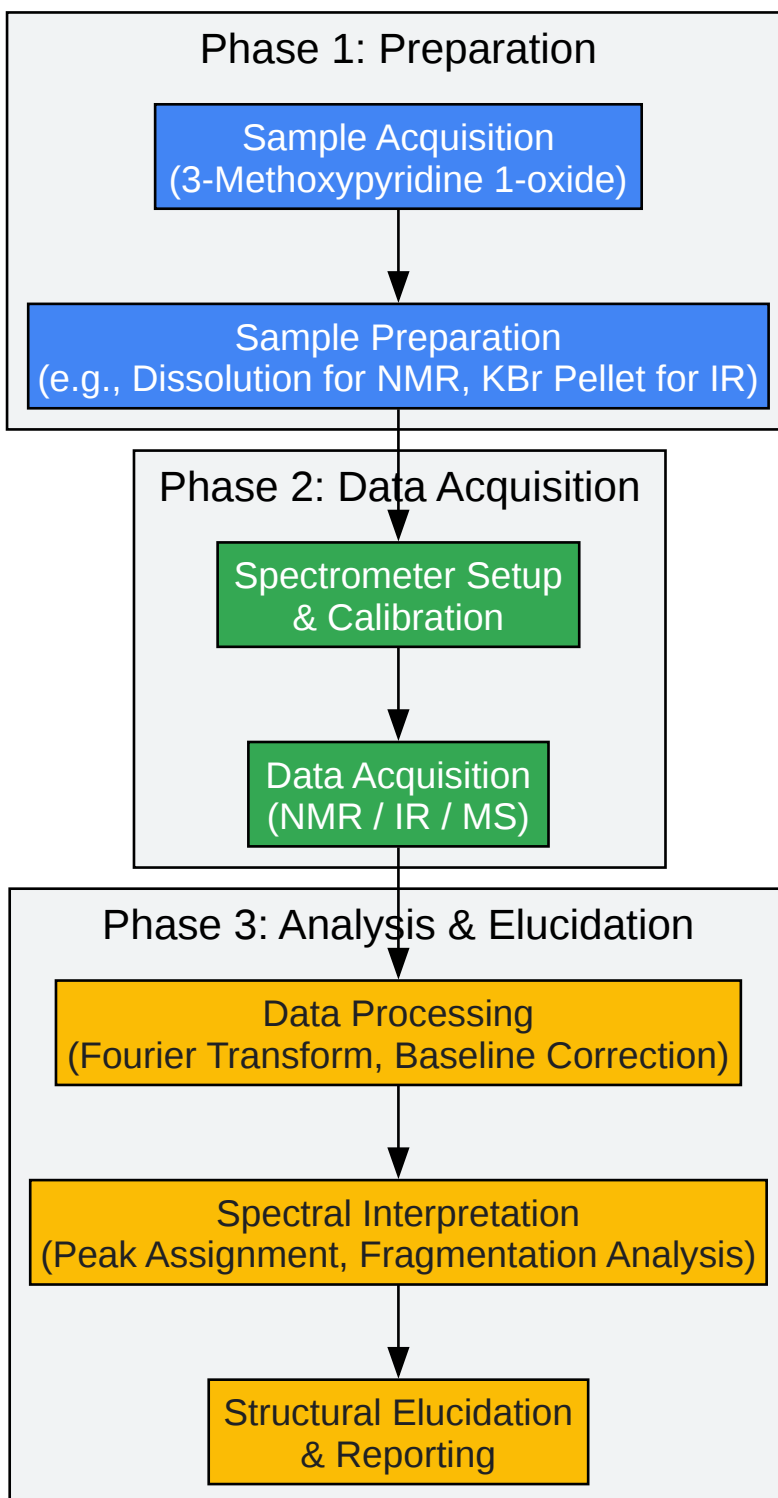 Phase 1: Preparation
Sample Acquisition
(3-Methoxypyridine 1-oxide)
Sample Preparation
(e.g., Dissolution for NMR, KBr Pellet for IR)
Phase 2: Data Acquisition
Spectrometer Setup
& Calibration
Data Acquisition
(NMR / IR / MS)
Phase 3: Analysis & Elucidation
Data Processing
(Fourier Transform, Baseline Correction)
Spectral Interpretation
(Peak Assignment, Fragmentation Analysis)
Structural Elucidation
& Reporting